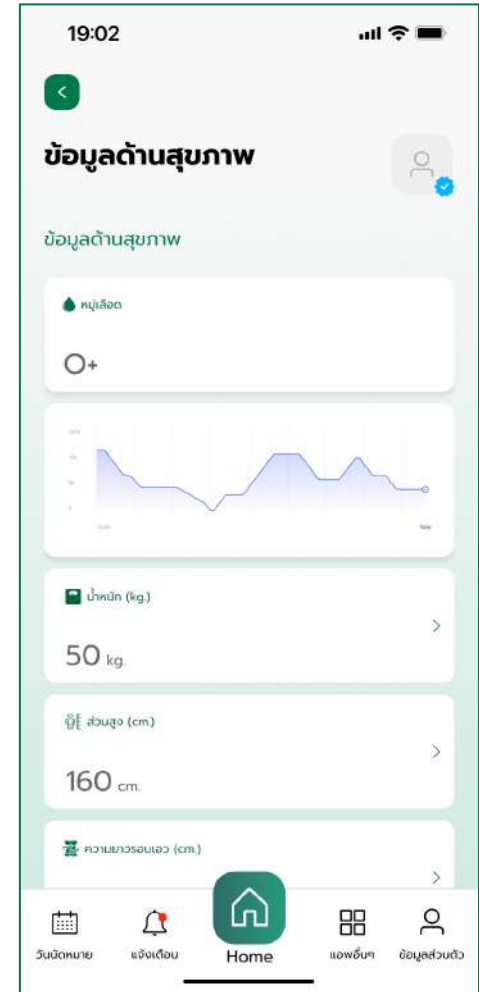 19:02
ข้อมูลด้านสุขภาพ
ข้อมูลด้านสุขภาพ
หมู่เลือด
O+
Now
น้ำหนัก (kg.)
50 kg.
ส่วนสูง (cm.)
160 cm.
ความยาวรอบเอว (cm.)
วันนัดหมาย
แจ้งเตือน
Home
แอพอื่นๆ
ข้อมูลส่วนตัว